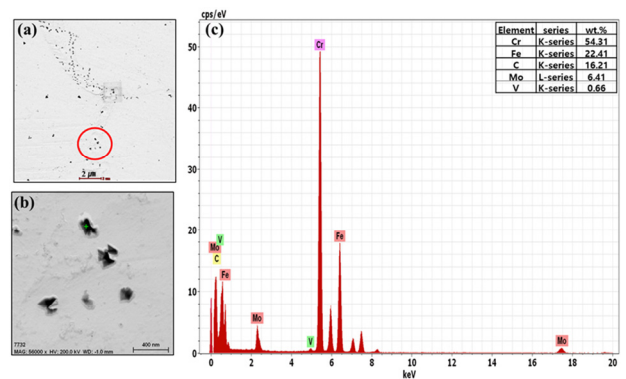 (a)
2 µm
(b)
7732
MAG: 56000 x HV: 200.0 kV WD: -1.0 mm
400 nm
(c)
cps/eV
50
40
30
20
10
0
0 2 4 6 8 10 12 14 16 18 20
keV
Cr
Fe
V
Mo
C
Fe
Mo
V
Mo
Element series wt.%
Cr K-series 54.31
Fe K-series 22.41
C K-series 16.21
Mo L-series 6.41
V K-series 0.66